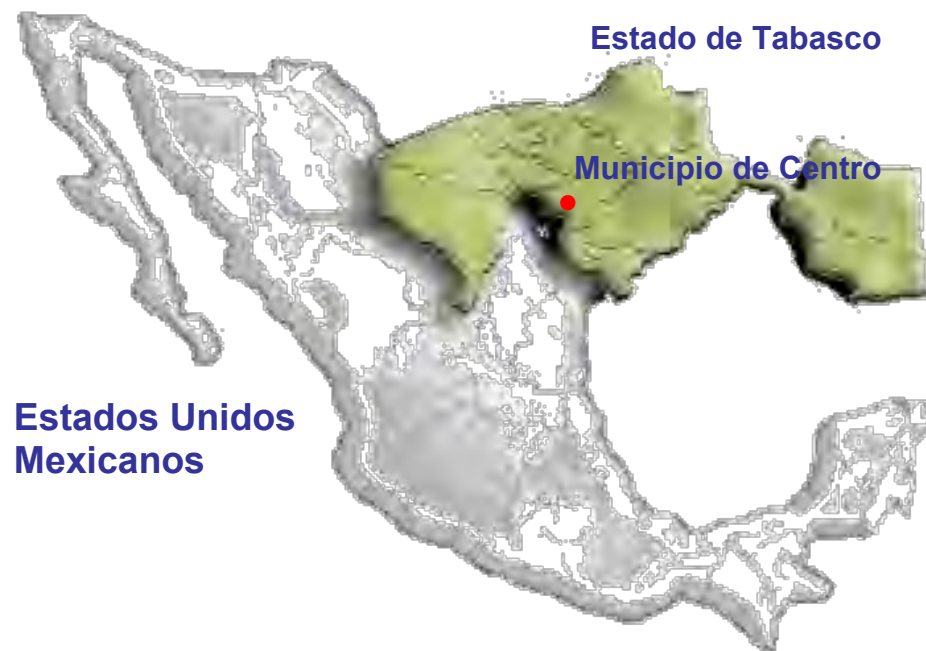 Estado de Tabasco
Municipio de Centro
Estados Unidos
Mexicanos